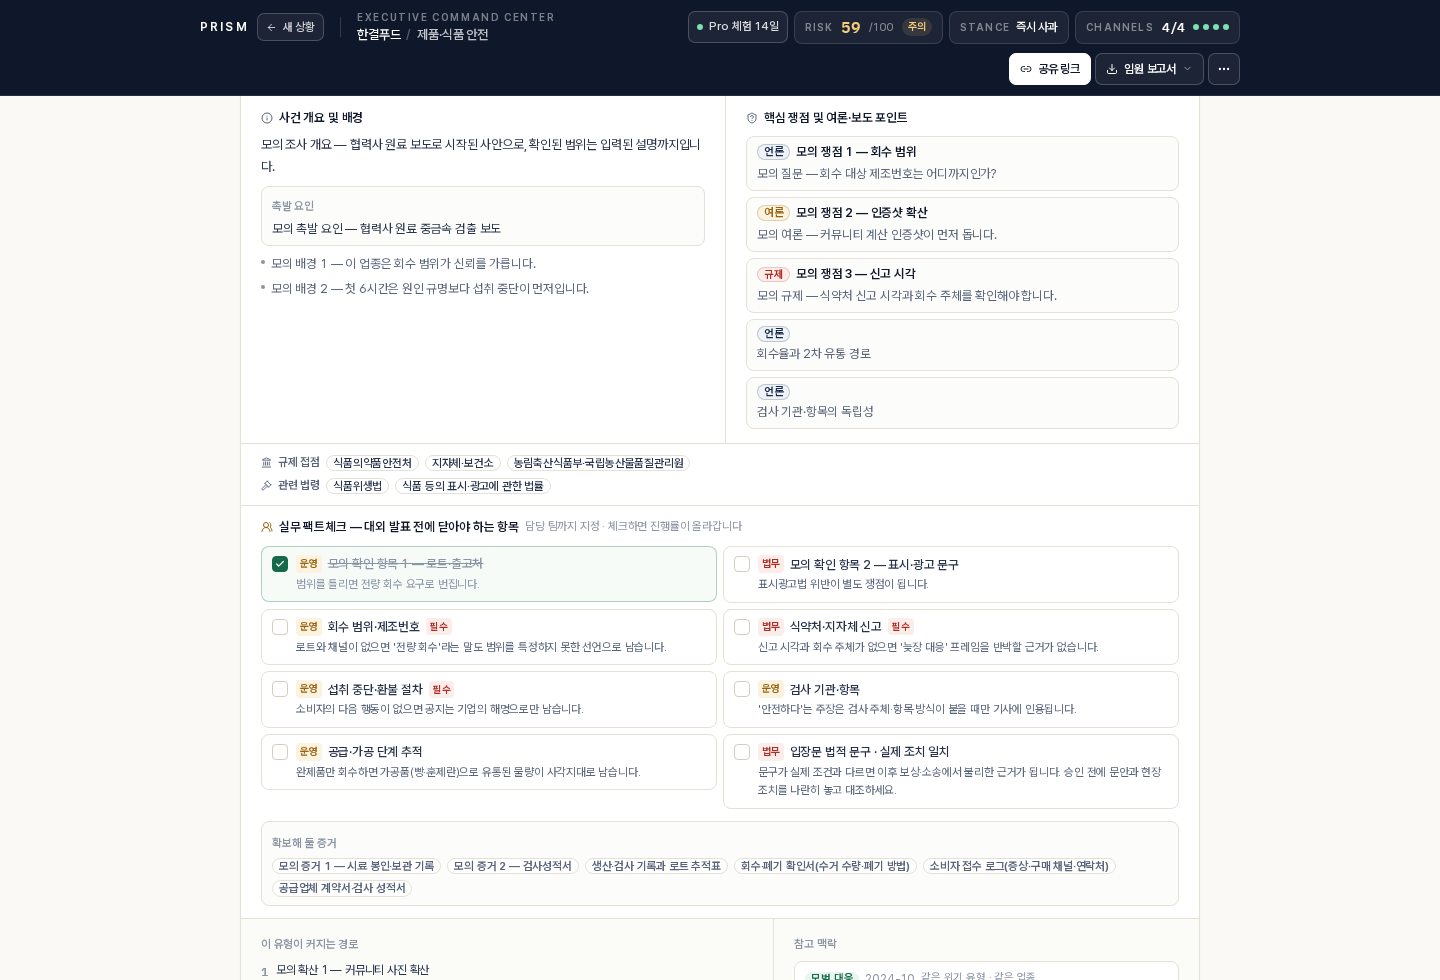 PRISM
← 새 상황
EXECUTIVE COMMAND CENTER
한결푸드 / 제품·식품 안전
Pro 체험 14일
RISK 59 /100 주의
STANCE 즉시 사과
CHANNELS 4/4
공유 링크
임원 보고서
사건 개요 및 배경
모의 조사 개요 — 협력사 원료 보도로 시작된 사안으로, 확인된 범위는 입력된 설명까지입니
다.
촉발 요인
모의 촉발 요인 — 협력사 원료 중금속 검출 보도
• 모의 배경 1 — 이 업종은 회수 범위가 신뢰를 가릅니다.
• 모의 배경 2 — 첫 6시간은 원인 규명보다 섭취 중단이 먼저입니다.
핵심 쟁점 및 여론·보도 포인트
언론 모의 쟁점 1 — 회수 범위
모의 질문 — 회수 대상 제조번호는 어디까지인가?
여론 모의 쟁점 2 — 인증샷 확산
모의 여론 — 커뮤니티 계산 인증샷이 먼저 돕니다.
규제 모의 쟁점 3 — 신고 시각
모의 규제 — 식약처 신고 시각과 회수 주체를 확인해야 합니다.
언론
회수율과 2차 유통 경로
언론
검사 기관·항목의 독립성
규제 접점 식품의약품안전처 지자체·보건소 농림축산식품부·국립농산물품질관리원
관련 법령 식품위생법 식품 등의 표시·광고에 관한 법률
실무 팩트체크 — 대외 발표 전에 닫아야 하는 항목 담당 팀까지 지정 · 체크하면 진행률이 올라갑니다
운영 모의 확인 항목 1 — 로트·출고처
범위를 틀리면 전량 회수 요구로 번집니다.
법무 모의 확인 항목 2 — 표시·광고 문구
표시광고법 위반이 별도 쟁점이 됩니다.
운영 회수 범위·제조번호 필수
로트와 채널이 없으면 '전량 회수'라는 말도 범위를 특정하지 못한 선언으로 남습니다.
법무 식약처·지자체 신고 필수
신고 시각과 회수 주체가 없으면 '늦장 대응' 프레임을 반박할 근거가 없습니다.
운영 섭취 중단·환불 절차 필수
소비자의 다음 행동이 없으면 공지는 기업의 해명으로만 남습니다.
운영 검사 기관·항목
'안전하다'는 주장은 검사 주체·항목·방식이 붙을 때만 기사에 인용됩니다.
운영 공급·가공 단계 추적
완제품만 회수하면 가공품(빵·훈제란)으로 유통된 물량이 사각지대로 남습니다.
법무 입장문 법적 문구 · 실제 조치 일치
문구가 실제 조건과 다르면 이후 보상·소송에서 불리한 근거가 됩니다. 승인 전에 문안과 현장
조치를 나란히 놓고 대조하세요.
확보해 둘 증거
모의 증거 1 — 시료 봉인·보관 기록 모의 증거 2 — 검사성적서 생산·검사 기록과 로트 추적표 회수·폐기 확인서(수거 수량·폐기 방법) 소비자 접수 로그(증상·구매 채널·연락처)
공급업체 계약서·검사 성적서
이 유형이 커지는 경로
1 모의 확산 1 — 커뮤니티 사진 확산
참고 맥락
모범 대응 2024-10 같은 위기 유형 · 같은 업종